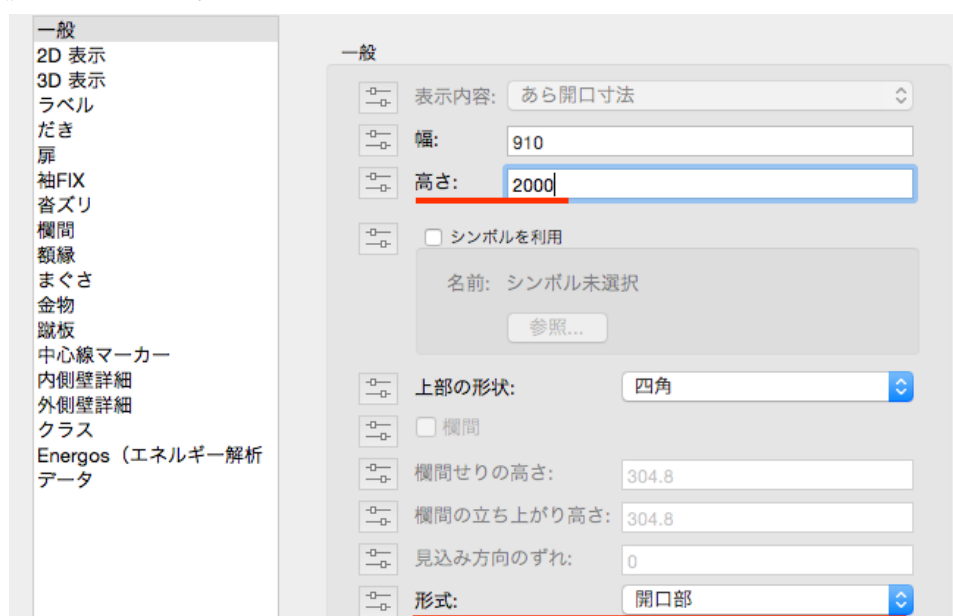 一般
2D 表示
3D 表示
ラベル
だき
扉
袖FIX
沓ズリ
欄間
額縁
まぐさ
金物
蹴板
中心線マーカー
内側壁詳細
外側壁詳細
クラス
Energos（エネルギー解析
データ
一般
表示内容: あら開口寸法
幅: 910
高さ: 2000
シンボルを利用
名前: シンボル未選択
参照...
上部の形状: 四角
欄間
欄間せりの高さ: 304.8
欄間の立ち上がり高さ: 304.8
見込み方向のずれ: 0
形式: 開口部